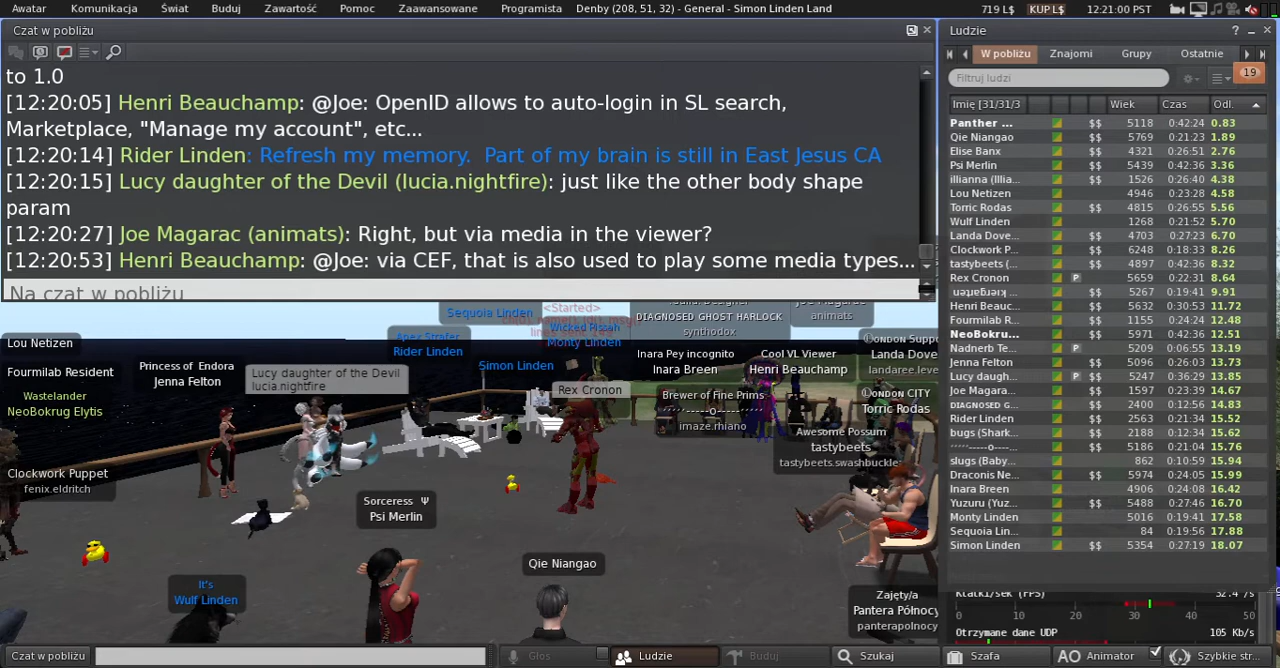 Awatar Komunikacja Świat Buduj Zawartość Pomoc Zaawansowane Programista Denby (208, 51, 32) - General - Simon Linden Land 719 L$ KUP L$ 12:21:00 PST
Czat w pobliżu
to 1.0
[12:20:05] Henri Beauchamp: @Joe: OpenID allows to auto-login in SL search,
Marketplace, "Manage my account", etc...
[12:20:14] Rider Linden: Refresh my memory.  Part of my brain is still in East Jesus CA
[12:20:15] Lucy daughter of the Devil (lucia.nightfire): just like the other body shape
param
[12:20:27] Joe Magarac (animats): Right, but via media in the viewer?
[12:20:53] Henri Beauchamp: @Joe: via CEF, that is also used to play some media types...
Na czat w pobliżu
Sequoia Linden
<Started>
DIAGNOSED GHOST HARLOCK
synthodox
animats
Wicked Pissah
Monty Linden
Apex Strafer
Rider Linden
Simon Linden
Lou Netizen
Fourmilab Resident
Princess of Endora
Jenna Felton
Lucy daughter of the Devil
lucia.nightfire
Wastelander
NeoBokrug Elytis
Rex Cronon
Inara Pey incognito
Inara Breen
Cool VL Viewer
Henri Beauchamp
Landa Dove
landaree.leve
Brewer of Fine Prims
imaze.rhiano
LONDON CITY
Torric Rodas
Awesome Possum
tastybeets
tastybeets.swashbuckle
Clockwork Puppet
fenix.eldritch
Sorceress Ψ
Psi Merlin
Qie Niangao
It's
Wulf Linden
Zajęty/a
Pantera Północy
panterapolnocy
Czat w pobliżu Głos Ludzie Buduj Szukaj Szafa AO Animator Szybkie str...
Ludzie
W pobliżu Znajomi Grupy Ostatnie
19
Filtruj ludzi
Imię [31/31/3 Wiek Czas Odl.
Panther ... $$ 5118 0:42:24 0.83
Qie Niangao $$ 5769 0:21:23 1.89
Elise Banx $$ 4321 0:26:51 2.76
Psi Merlin $$ 5439 0:42:36 3.36
illianna (Illia... $$ 1516 0:26:40 4.38
Lou Netizen 4946 0:23:28 4.58
Torric Rodas $$ 4815 0:26:55 5.56
Wulf Linden 1268 0:21:52 5.70
Landa Dove... $$ 4703 0:27:23 6.70
Clockwork P... $$ 6248 0:18:33 8.26
tastybeets (... $$ 4897 0:42:36 8.32
Rex Cronon P 5659 0:22:31 8.64
$$ 5267 0:19:41 9.91
Henri Beauc... $$ 5632 0:30:53 11.72
Fourmilab R... $$ 1155 0:24:24 12.48
NeoBokru... $$ 5971 0:42:36 12.51
Nadnerb Te... P 5209 0:06:55 13.19
Jenna Felton $$ 5096 0:26:03 13.73
Lucy daugh... P $$ 5247 0:36:29 13.85
Joe Magara... $$ 1597 0:23:39 14.67
DIAGNOSED G... $$ 2400 0:12:56 14.83
Rider Linden $$ 2563 0:21:34 15.52
bugs (Shark... $$ 2188 0:12:34 15.62
$$ 5186 0:21:04 15.76
slugs (Baby... 862 0:10:59 15.94
Draconis Ne... $$ 5974 0:24:05 15.99
Inara Breen 4906 0:24:08 16.42
Yuzuru (Yuz... $$ 5488 0:27:46 16.70
Monty Linden 5016 0:19:41 17.58
Sequoia Lin... 84 0:19:56 17.88
Simon Linden $$ 5354 0:27:19 18.07
Klatki/sek (FPS) 32.4 /s
0 10 20 30 40 50
Otrzymane dane UDP 105 Kb/s